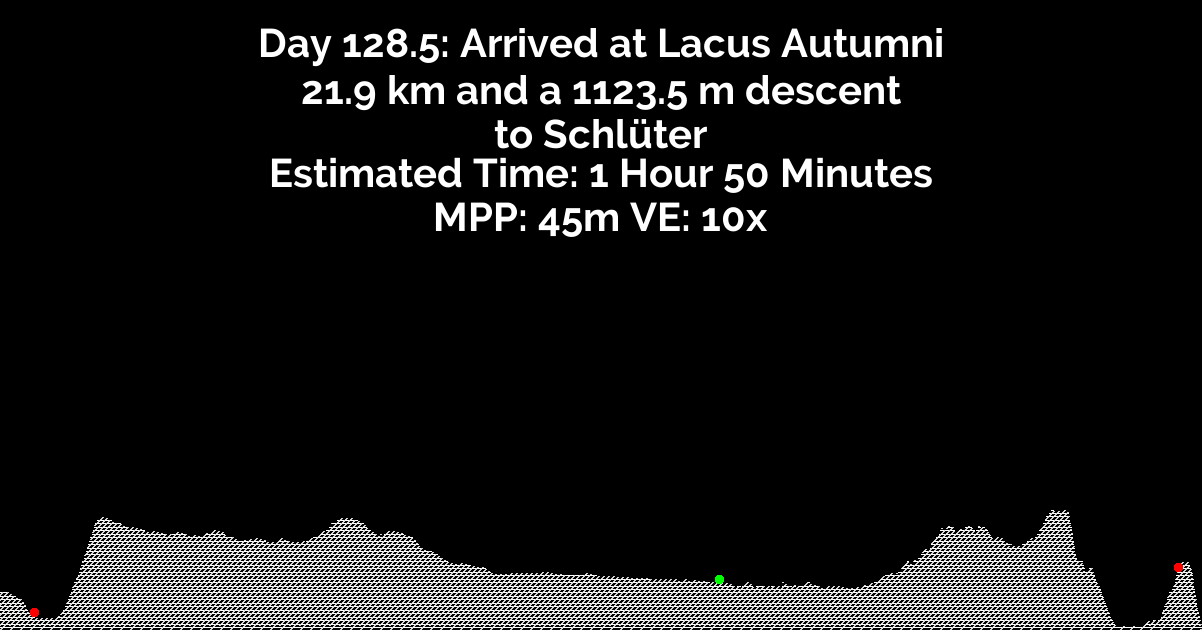 Day 128.5: Arrived at Lacus Autumni
21.9 km and a 1123.5 m descent
to Schlüter
Estimated Time: 1 Hour 50 Minutes
MPP: 45m VE: 10x